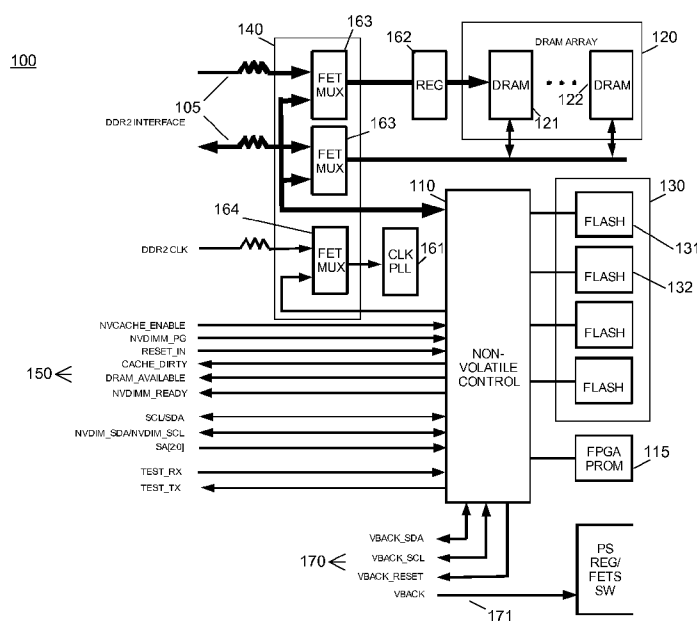 100
140
163
FET
MUX
162
REG
DRAM ARRAY
120
DRAM
121
122
DRAM
105
DDR2 INTERFACE
163
FET
MUX
110
130
164
FET
MUX
CLK
PLL
161
DDR2 CLK
FLASH
131
FLASH
132
FLASH
FLASH
NON-
VOLATILE
CONTROL
150
NVCACHE_ENABLE
NVDIMM_PG
RESET_IN
CACHE_DIRTY
DRAM_AVAILABLE
NVDIMM_READY
SCL/SDA
NVDIM_SDA/NVDIM_SCL
SA[2:0]
TEST_RX
TEST_TX
FPGA
PROM
115
170
VBACK_SDA
VBACK_SCL
VBACK_RESET
VBACK
171
PS
REG/
FETS
SW